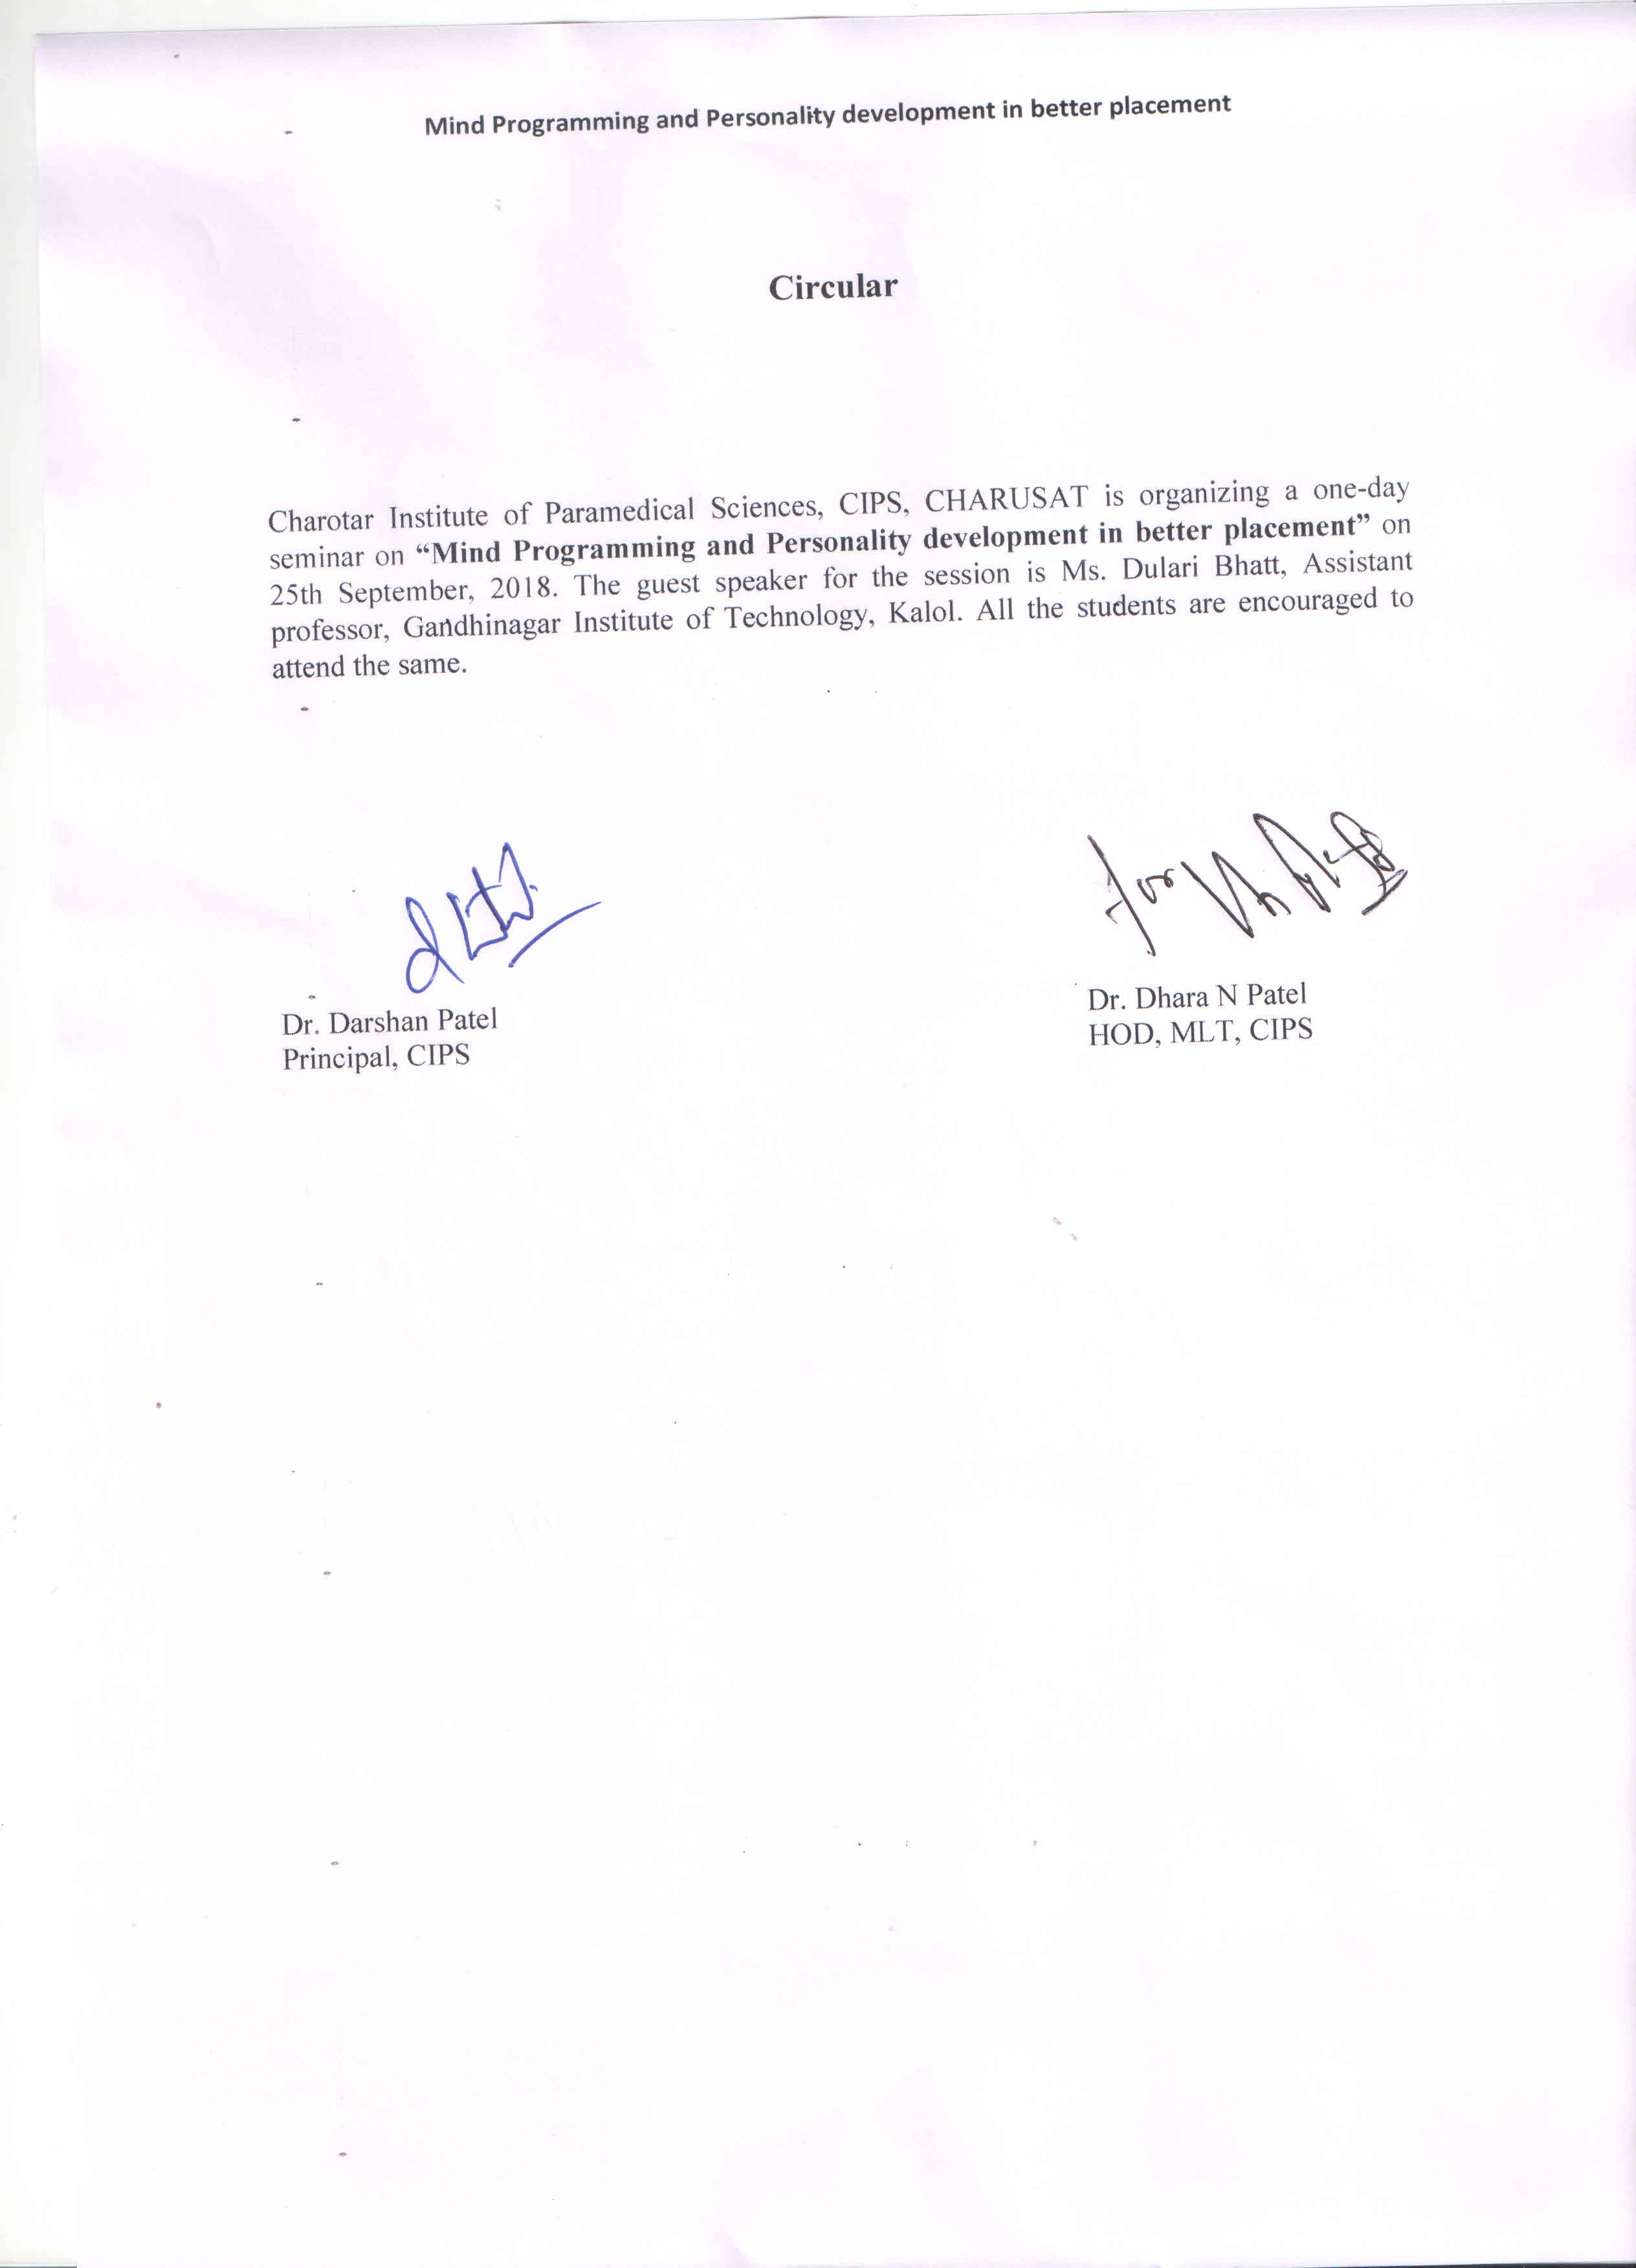 Mind Programming and Personality development in better placement
Circular
Charotar Institute of Paramedical Sciences, CIPS, CHARUSAT is organizing a one-day
seminar on “Mind Programming and Personality development in better placement” on
25th September, 2018. The guest speaker for the session is Ms. Dulari Bhatt, Assistant
professor, Gandhinagar Institute of Technology, Kalol. All the students are encouraged to
attend the same.
for
Dr. Darshan Patel
Principal, CIPS
Dr. Dhara N Patel
HOD, MLT, CIPS